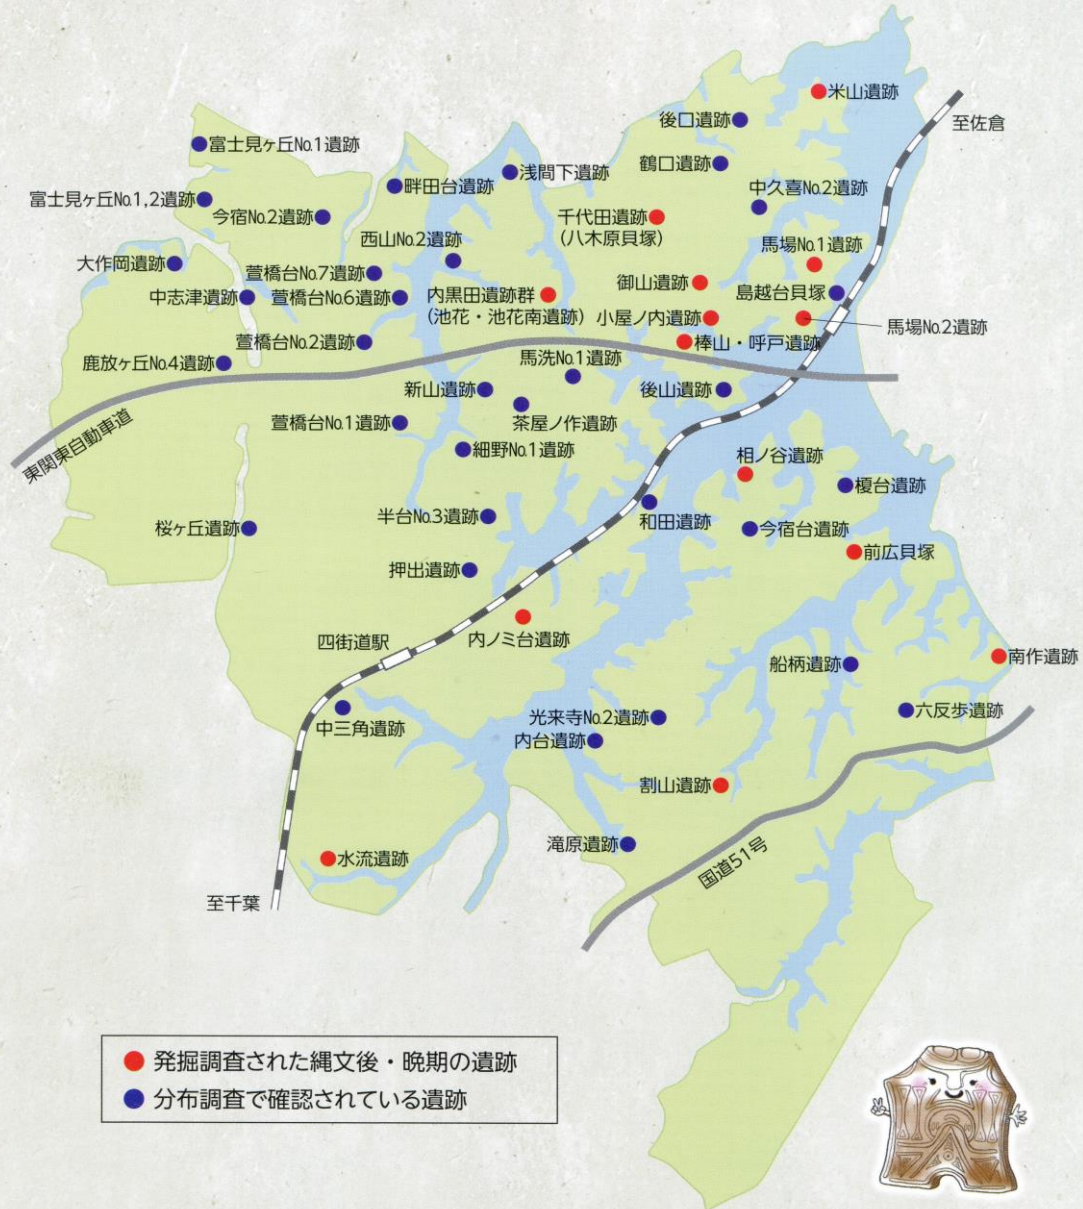 米山遺跡
後口遺跡
至佐倉
富士見ヶ丘No.1遺跡
鶴口遺跡
浅間下遺跡
畔田台遺跡
中久喜No.2遺跡
富士見ヶ丘No.1,2遺跡
今宿No.2遺跡
千代田遺跡
(八木原貝塚)
西山No.2遺跡
馬場No.1遺跡
大作岡遺跡
萱橋台No.7遺跡
御山遺跡
島越台貝塚
中志津遺跡
萱橋台No.6遺跡
内黒田遺跡群
(池花・池花南遺跡)
小屋ノ内遺跡
馬場No.2遺跡
萱橋台No.2遺跡
棒山・呼戸遺跡
鹿放ヶ丘No.4遺跡
馬洗No.1遺跡
新山遺跡
後山遺跡
東関東自動車道
萱橋台No.1遺跡
茶屋ノ作遺跡
細野No.1遺跡
相ノ谷遺跡
榎台遺跡
半台No.3遺跡
和田遺跡
桜ヶ丘遺跡
今宿台遺跡
前広貝塚
押出遺跡
四街道駅
内ノミ台遺跡
船柄遺跡
南作遺跡
中三角遺跡
光来寺No.2遺跡
六反歩遺跡
内台遺跡
割山遺跡
滝原遺跡
国道51号
水流遺跡
至千葉
発掘調査された縄文後・晩期の遺跡
分布調査で確認されている遺跡